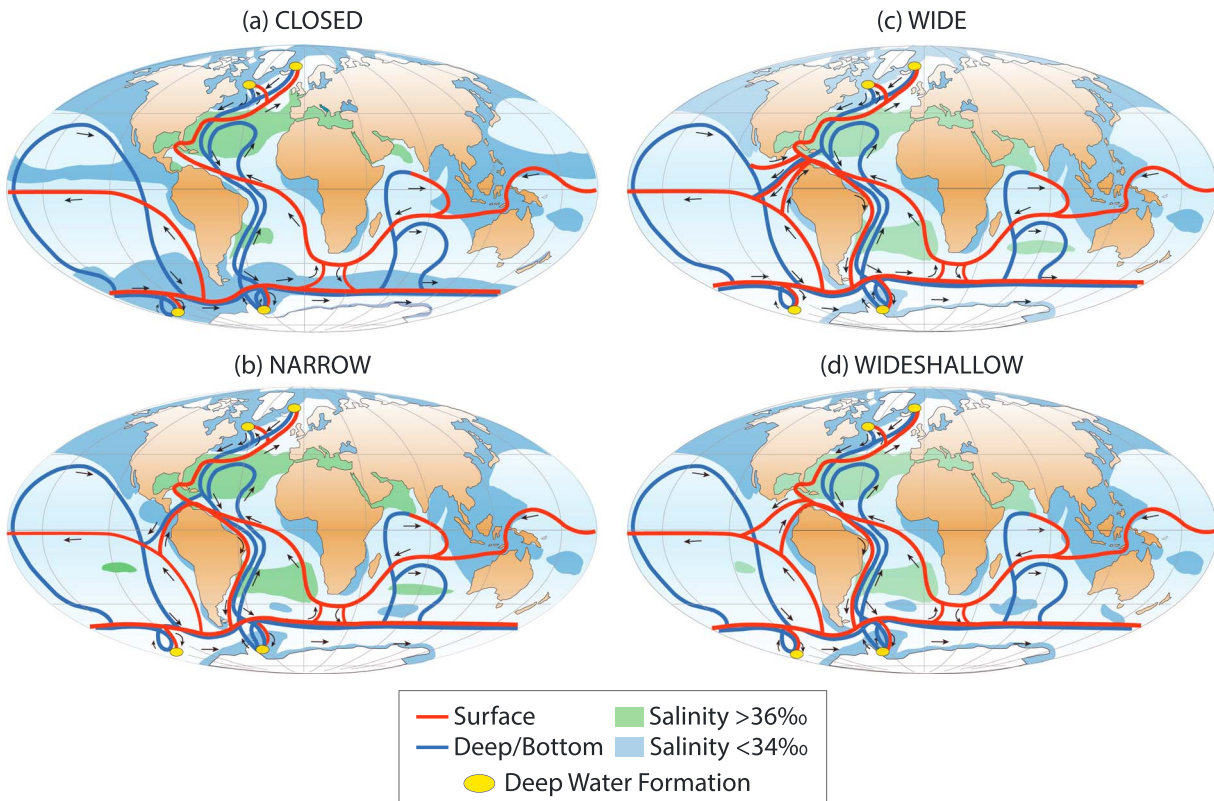 (a) CLOSED
(c) WIDE
(b) NARROW
(d) WIDESHALLOW
Surface
Salinity >36‰
Deep/Bottom
Salinity <34‰
Deep Water Formation